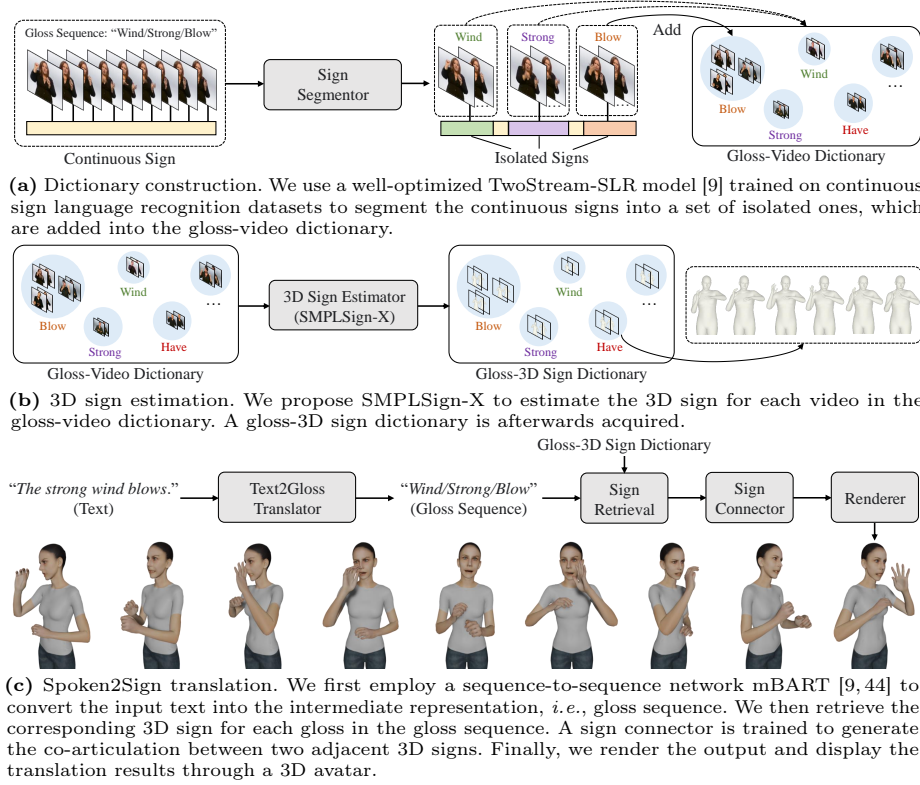 Gloss Sequence: “Wind/Strong/Blow”
Continuous Sign
Sign
Segmentor
Wind
Strong
Blow
Isolated Signs
Add
Blow
Wind
Strong
Have
...
Gloss-Video Dictionary
(a) Dictionary construction. We use a well-optimized TwoStream-SLR model [9] trained on continuous
sign language recognition datasets to segment the continuous signs into a set of isolated ones, which
are added into the gloss-video dictionary.
Blow
Wind
Strong
Have
...
Gloss-Video Dictionary
3D Sign Estimator
(SMPLSign-X)
Blow
Wind
Strong
Have
...
Gloss-3D Sign Dictionary
(b) 3D sign estimation. We propose SMPLSign-X to estimate the 3D sign for each video in the
gloss-video dictionary. A gloss-3D sign dictionary is afterwards acquired.
Gloss-3D Sign Dictionary
“The strong wind blows.”
(Text)
Text2Gloss
Translator
“Wind/Strong/Blow”
(Gloss Sequence)
Sign
Retrieval
Sign
Connector
Renderer
(c) Spoken2Sign translation. We first employ a sequence-to-sequence network mBART [9, 44] to
convert the input text into the intermediate representation, i.e., gloss sequence. We then retrieve the
corresponding 3D sign for each gloss in the gloss sequence. A sign connector is trained to generate
the co-articulation between two adjacent 3D signs. Finally, we render the output and display the
translation results through a 3D avatar.